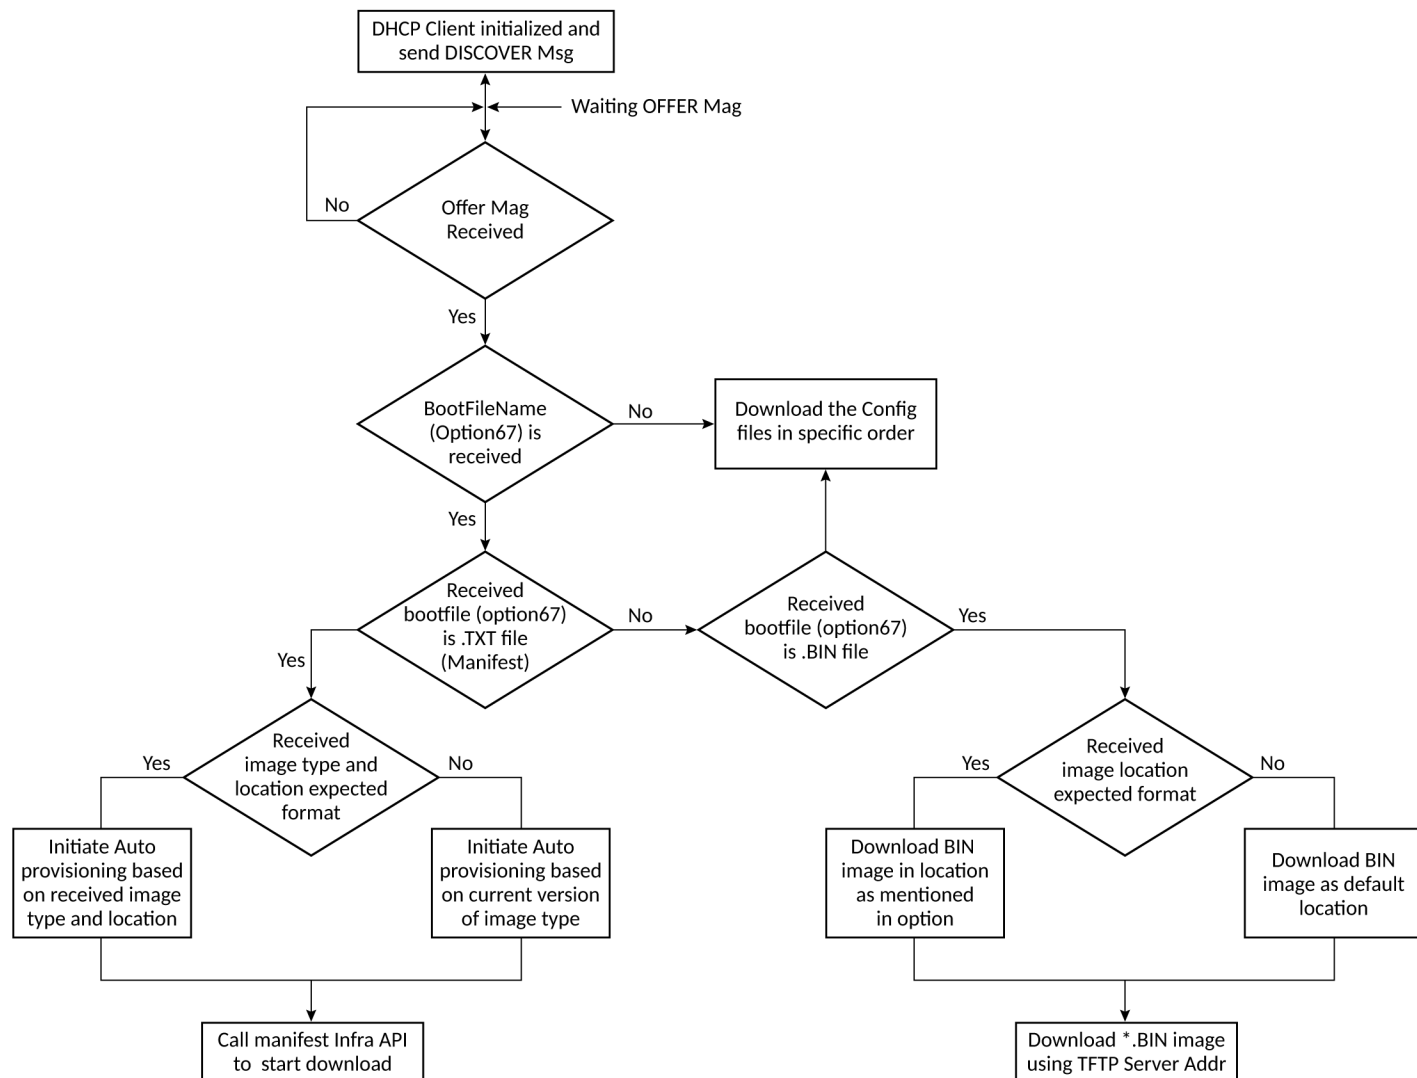 DHCP Client initialized and
send DISCOVER Msg
Waiting OFFER Mag
No
Offer Mag
Received
Yes
BootFileName
(Option67) is
received
No
Download the Config
files in specific order
Yes
Received
bootfile (option67)
is .TXT file
(Manifest)
No
Received
bootfile (option67)
is .BIN file
Yes
Yes
Received
image type and
location expected
format
Yes
No
Received
image location
expected format
Yes
No
Initiate Auto
provisioning based
on received image
type and location
Initiate Auto
provisioning based
on current version
of image type
Download BIN
image in location
as mentioned
in option
Download BIN
image as default
location
Call manifest Infra API
to  start download
Download *.BIN image
using TFTP Server Addr